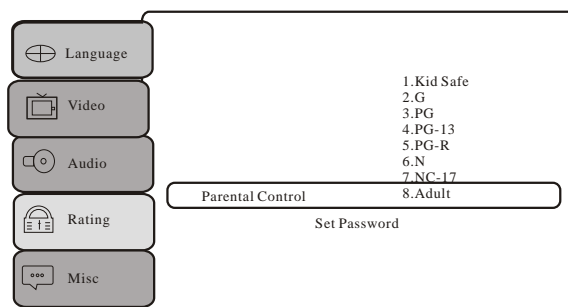 Language
Video
Audio
Rating
Misc
1.Kid Safe
2.G
3.PG
4.PG-13
5.PG-R
6.N
7.NC-17
Parental Control 8.Adult
Set Password